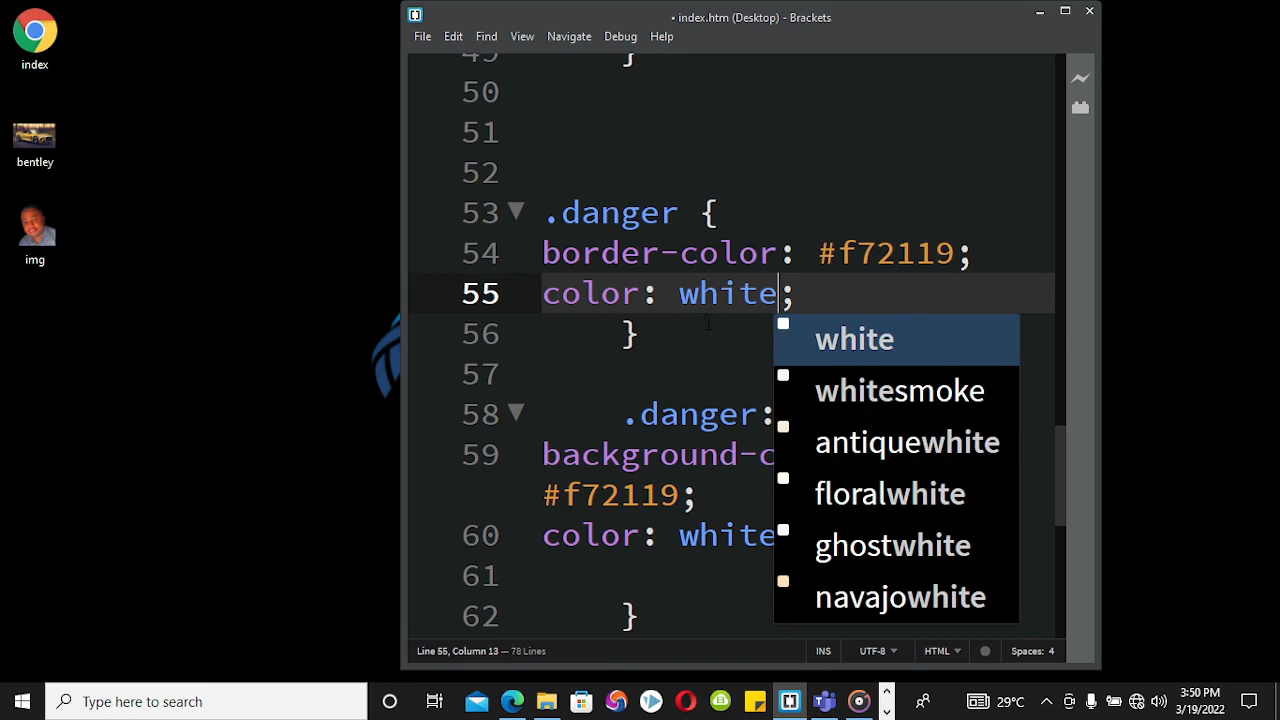 index
bentley
img
• index.htm (Desktop) - Brackets
File Edit Find View Navigate Debug Help
49 }
50
51
52
53 .danger {
54 border-color: #f72119;
55 color: white;
56 }
57
58 .danger:
59 background-c
#f72119;
60 color: white
61
62 }
white
whitesmoke
antiquewhite
floralwhite
ghostwhite
navajowhite
Line 55, Column 13 — 78 Lines INS UTF-8 HTML Spaces: 4
Type here to search 29°C 3:50 PM
3/19/2022